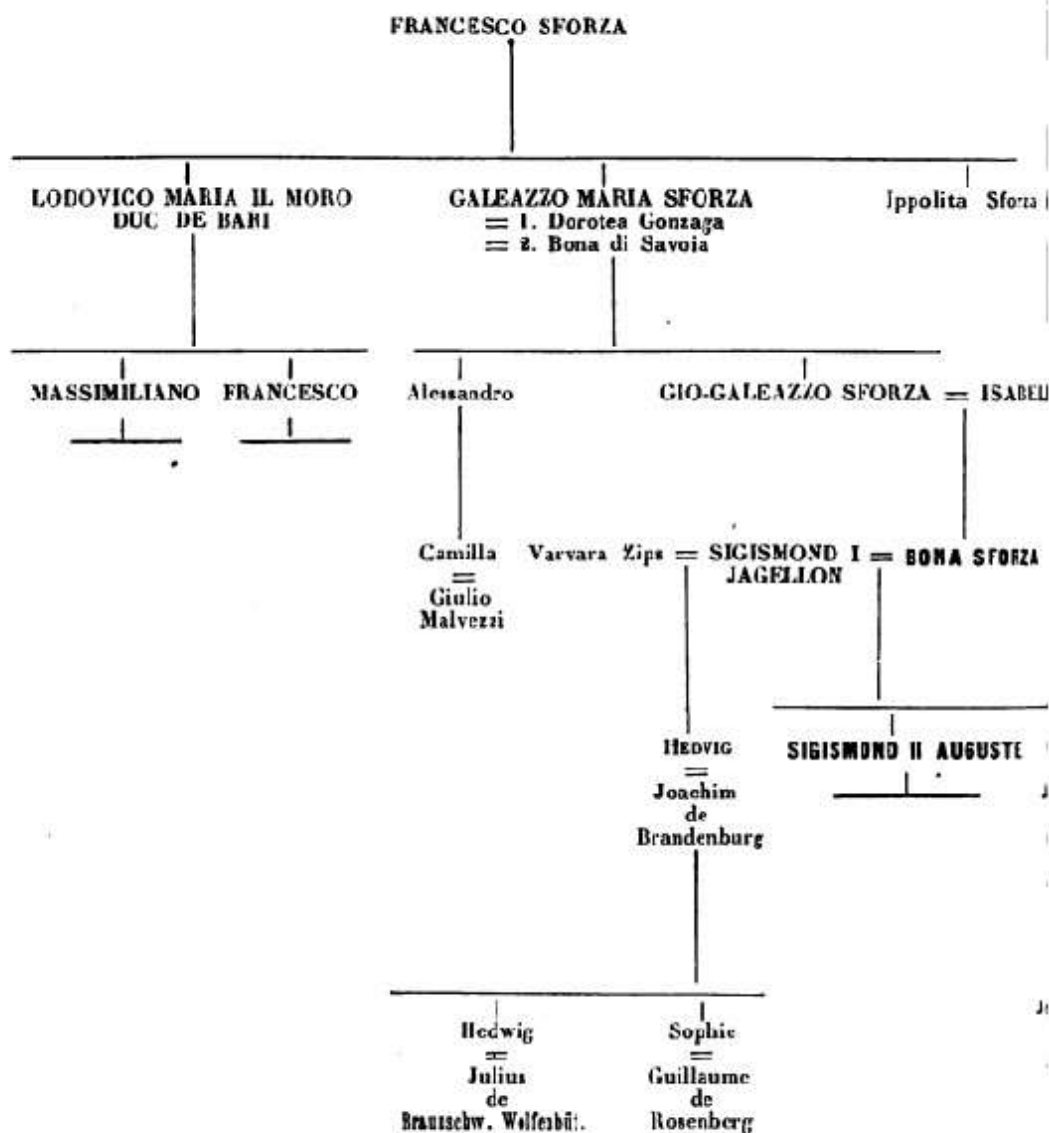 FRANCESCO SFORZA
LODOVICO MARIA IL MORO
DUC DE BARI
GALEAZZO MARIA SFORZA
= 1. Dorotea Gonzaga
= 2. Bona di Savoia
Ippolita Sforza
MASSIMILIANO FRANCESCO Alessandro GIO-GALEAZZO SFORZA = ISABELL
Camilla
=
Giulio
Malvezzi
Varvara Zips = SIGISMOND I = BONA SFORZA
JAGELLON
HEDVIG
=
Joachim
de
Brandenburg
SIGISMOND II AUGUSTE
Hedwig
=
Julius
de
Braunschw. Wolfenbüt.
Sophie
=
Guillaume
de
Rosenberg